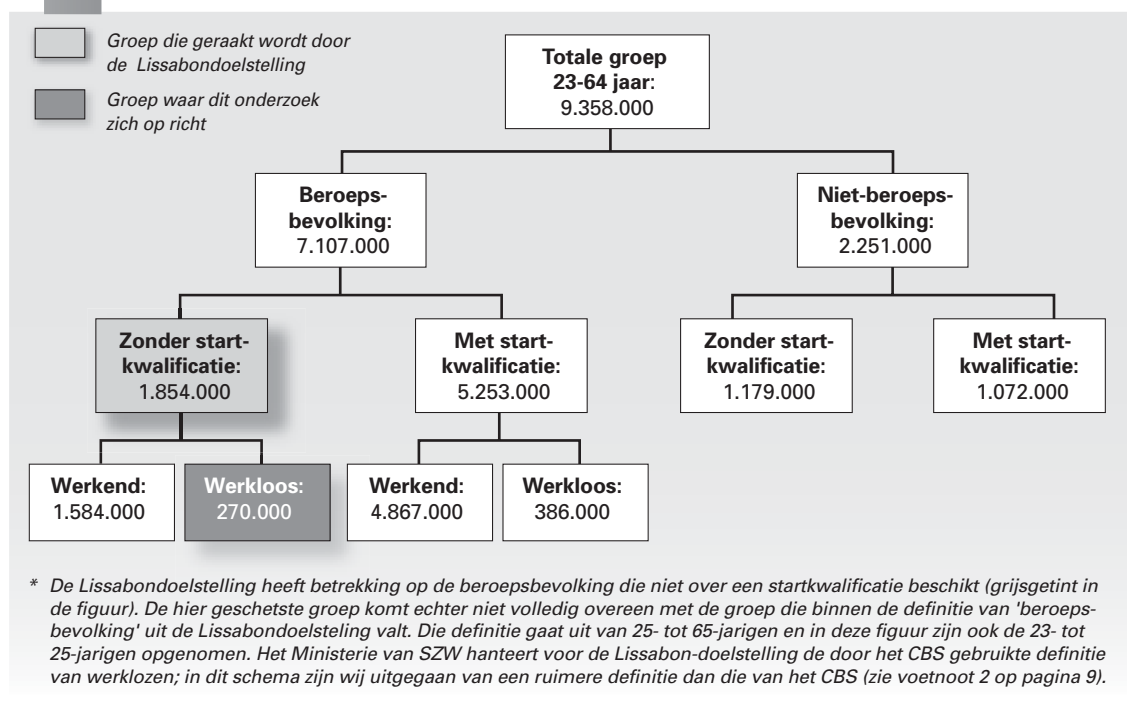 Groep die geraakt wordt door
de Lissabondoelstelling
Groep waar dit onderzoek
zich op richt
Totale groep
23-64 jaar:
9.358.000
Beroeps-
bevolking:
7.107.000
Niet-beroeps-
bevolking:
2.251.000
Zonder start-
kwalificatie:
1.854.000
Met start-
kwalificatie:
5.253.000
Zonder start-
kwalificatie:
1.179.000
Met start-
kwalificatie:
1.072.000
Werkend:
1.584.000
Werkloos:
270.000
Werkend:
4.867.000
Werkloos:
386.000
* De Lissabondoelstelling heeft betrekking op de beroepsbevolking die niet over een startkwalificatie beschikt (grijsgetint in
de figuur). De hier geschetste groep komt echter niet volledig overeen met de groep die binnen de definitie van 'beroeps-
bevolking' uit de Lissabondoelsteling valt. Die definitie gaat uit van 25- tot 65-jarigen en in deze figuur zijn ook de 23- tot
25-jarigen opgenomen. Het Ministerie van SZW hanteert voor de Lissabon-doelstelling de door het CBS gebruikte definitie
van werklozen; in dit schema zijn wij uitgegaan van een ruimere definitie dan die van het CBS (zie voetnoot 2 op pagina 9).